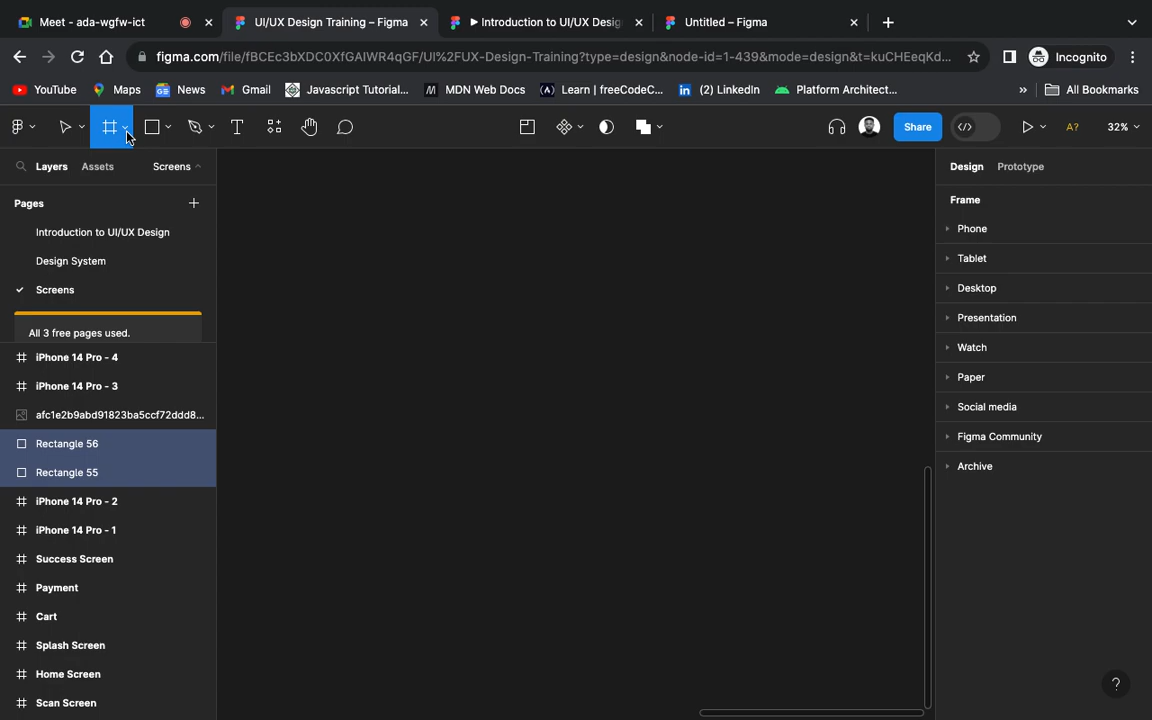 Meet - ada-wgfw-ict
UI/UX Design Training – Figma
Introduction to UI/UX Desig
Untitled – Figma
figma.com/file/fBCEc3bXDC0XfGAIWR4qGF/UI%2FUX-Design-Training?type=design&node-id=1-439&mode=design&t=kuCHEeqKd...
Incognito
YouTube
Maps
News
Gmail
Javascript Tutorial...
MDN Web Docs
Learn | freeCodeC...
(2) LinkedIn
Platform Architect...
»
All Bookmarks
Share
A?
32%
Layers
Assets
Screens
Design
Prototype
Pages
Introduction to UI/UX Design
Design System
Screens
All 3 free pages used.
iPhone 14 Pro - 4
iPhone 14 Pro - 3
afc1e2b9abd91823ba5ccf72ddd8...
Rectangle 56
Rectangle 55
iPhone 14 Pro - 2
iPhone 14 Pro - 1
Success Screen
Payment
Cart
Splash Screen
Home Screen
Scan Screen
Frame
Phone
Tablet
Desktop
Presentation
Watch
Paper
Social media
Figma Community
Archive
?